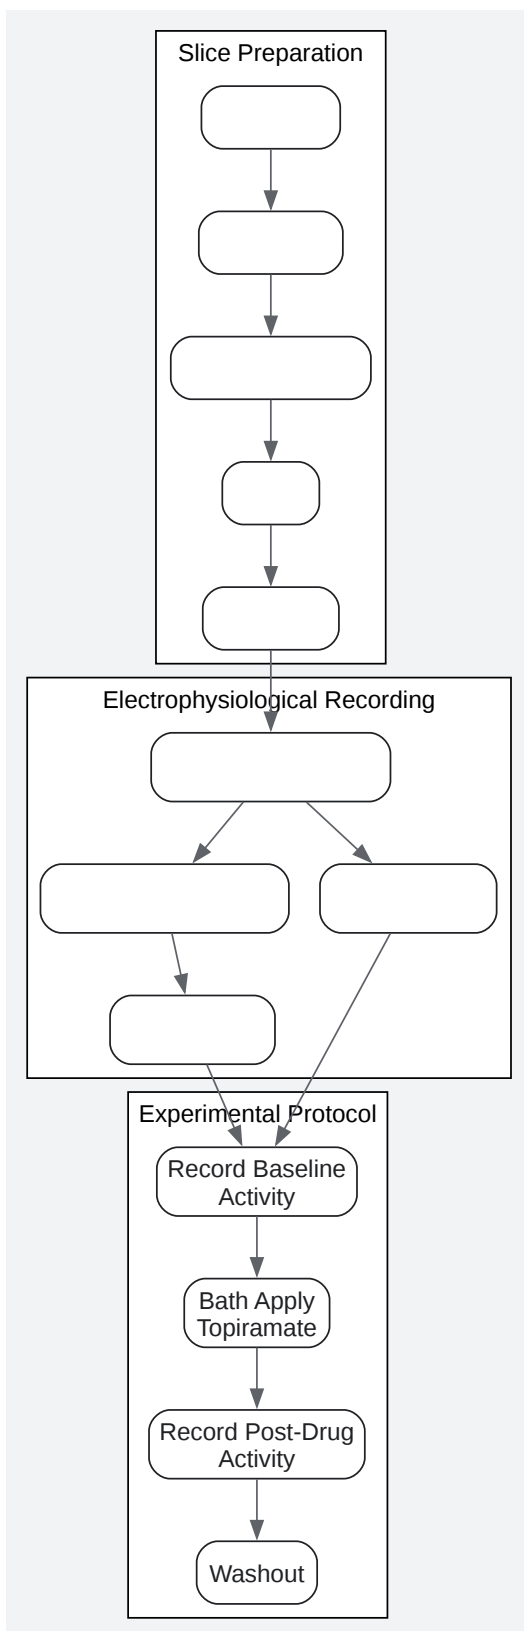 Slice Preparation
Electrophysiological Recording
Experimental Protocol
Record Baseline
Activity
Bath Apply
Topiramate
Record Post-Drug
Activity
Washout